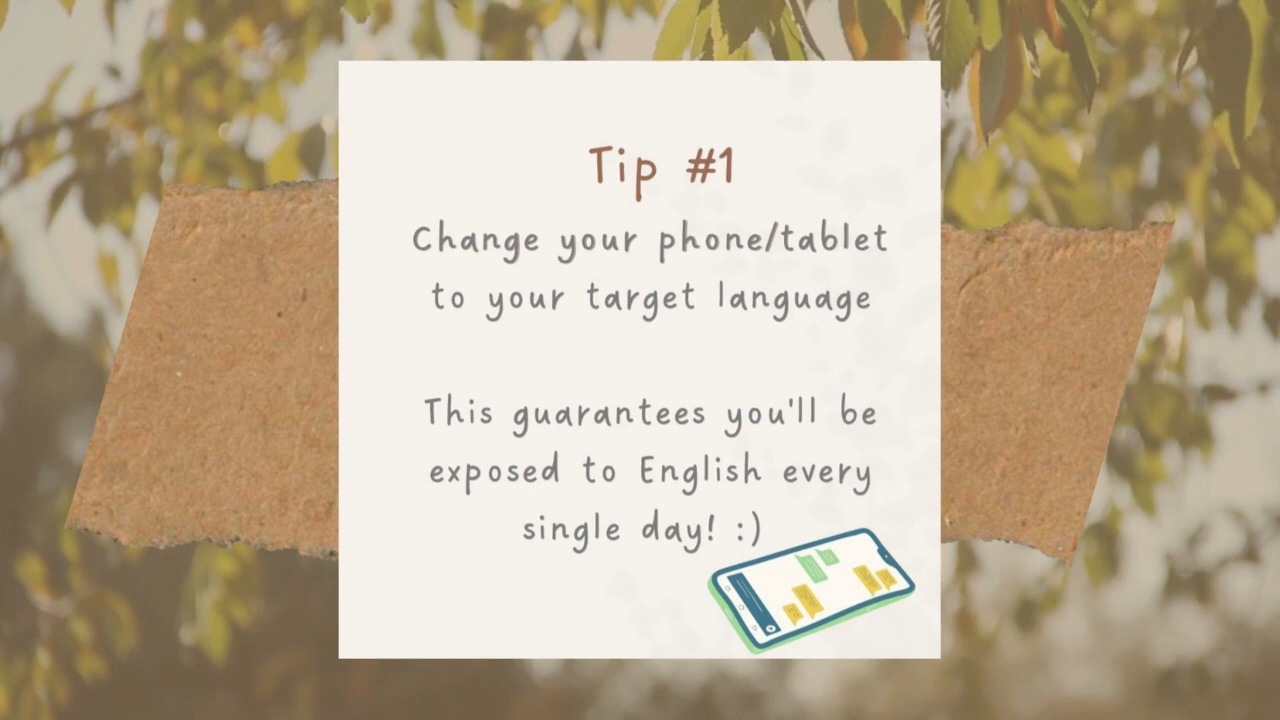 Tip #1
Change your phone/tablet
to your target language
This guarantees you'll be
exposed to English every
single day! :)